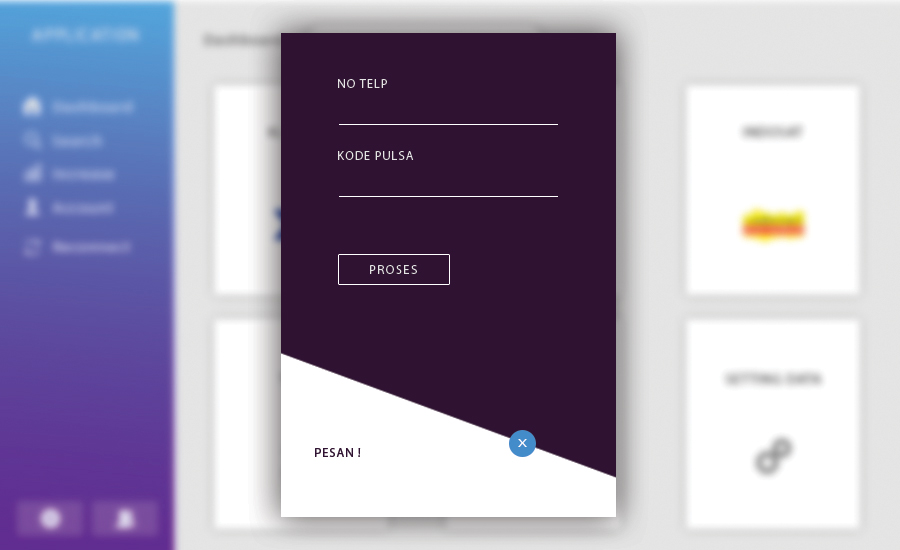 APPLICATION
Dashboard
Search
Increase
Account
Reconnect
Dashboard
NO TELP
KODE PULSA
PROSES
PESAN !
X
INDOSAT
SETTING DATA